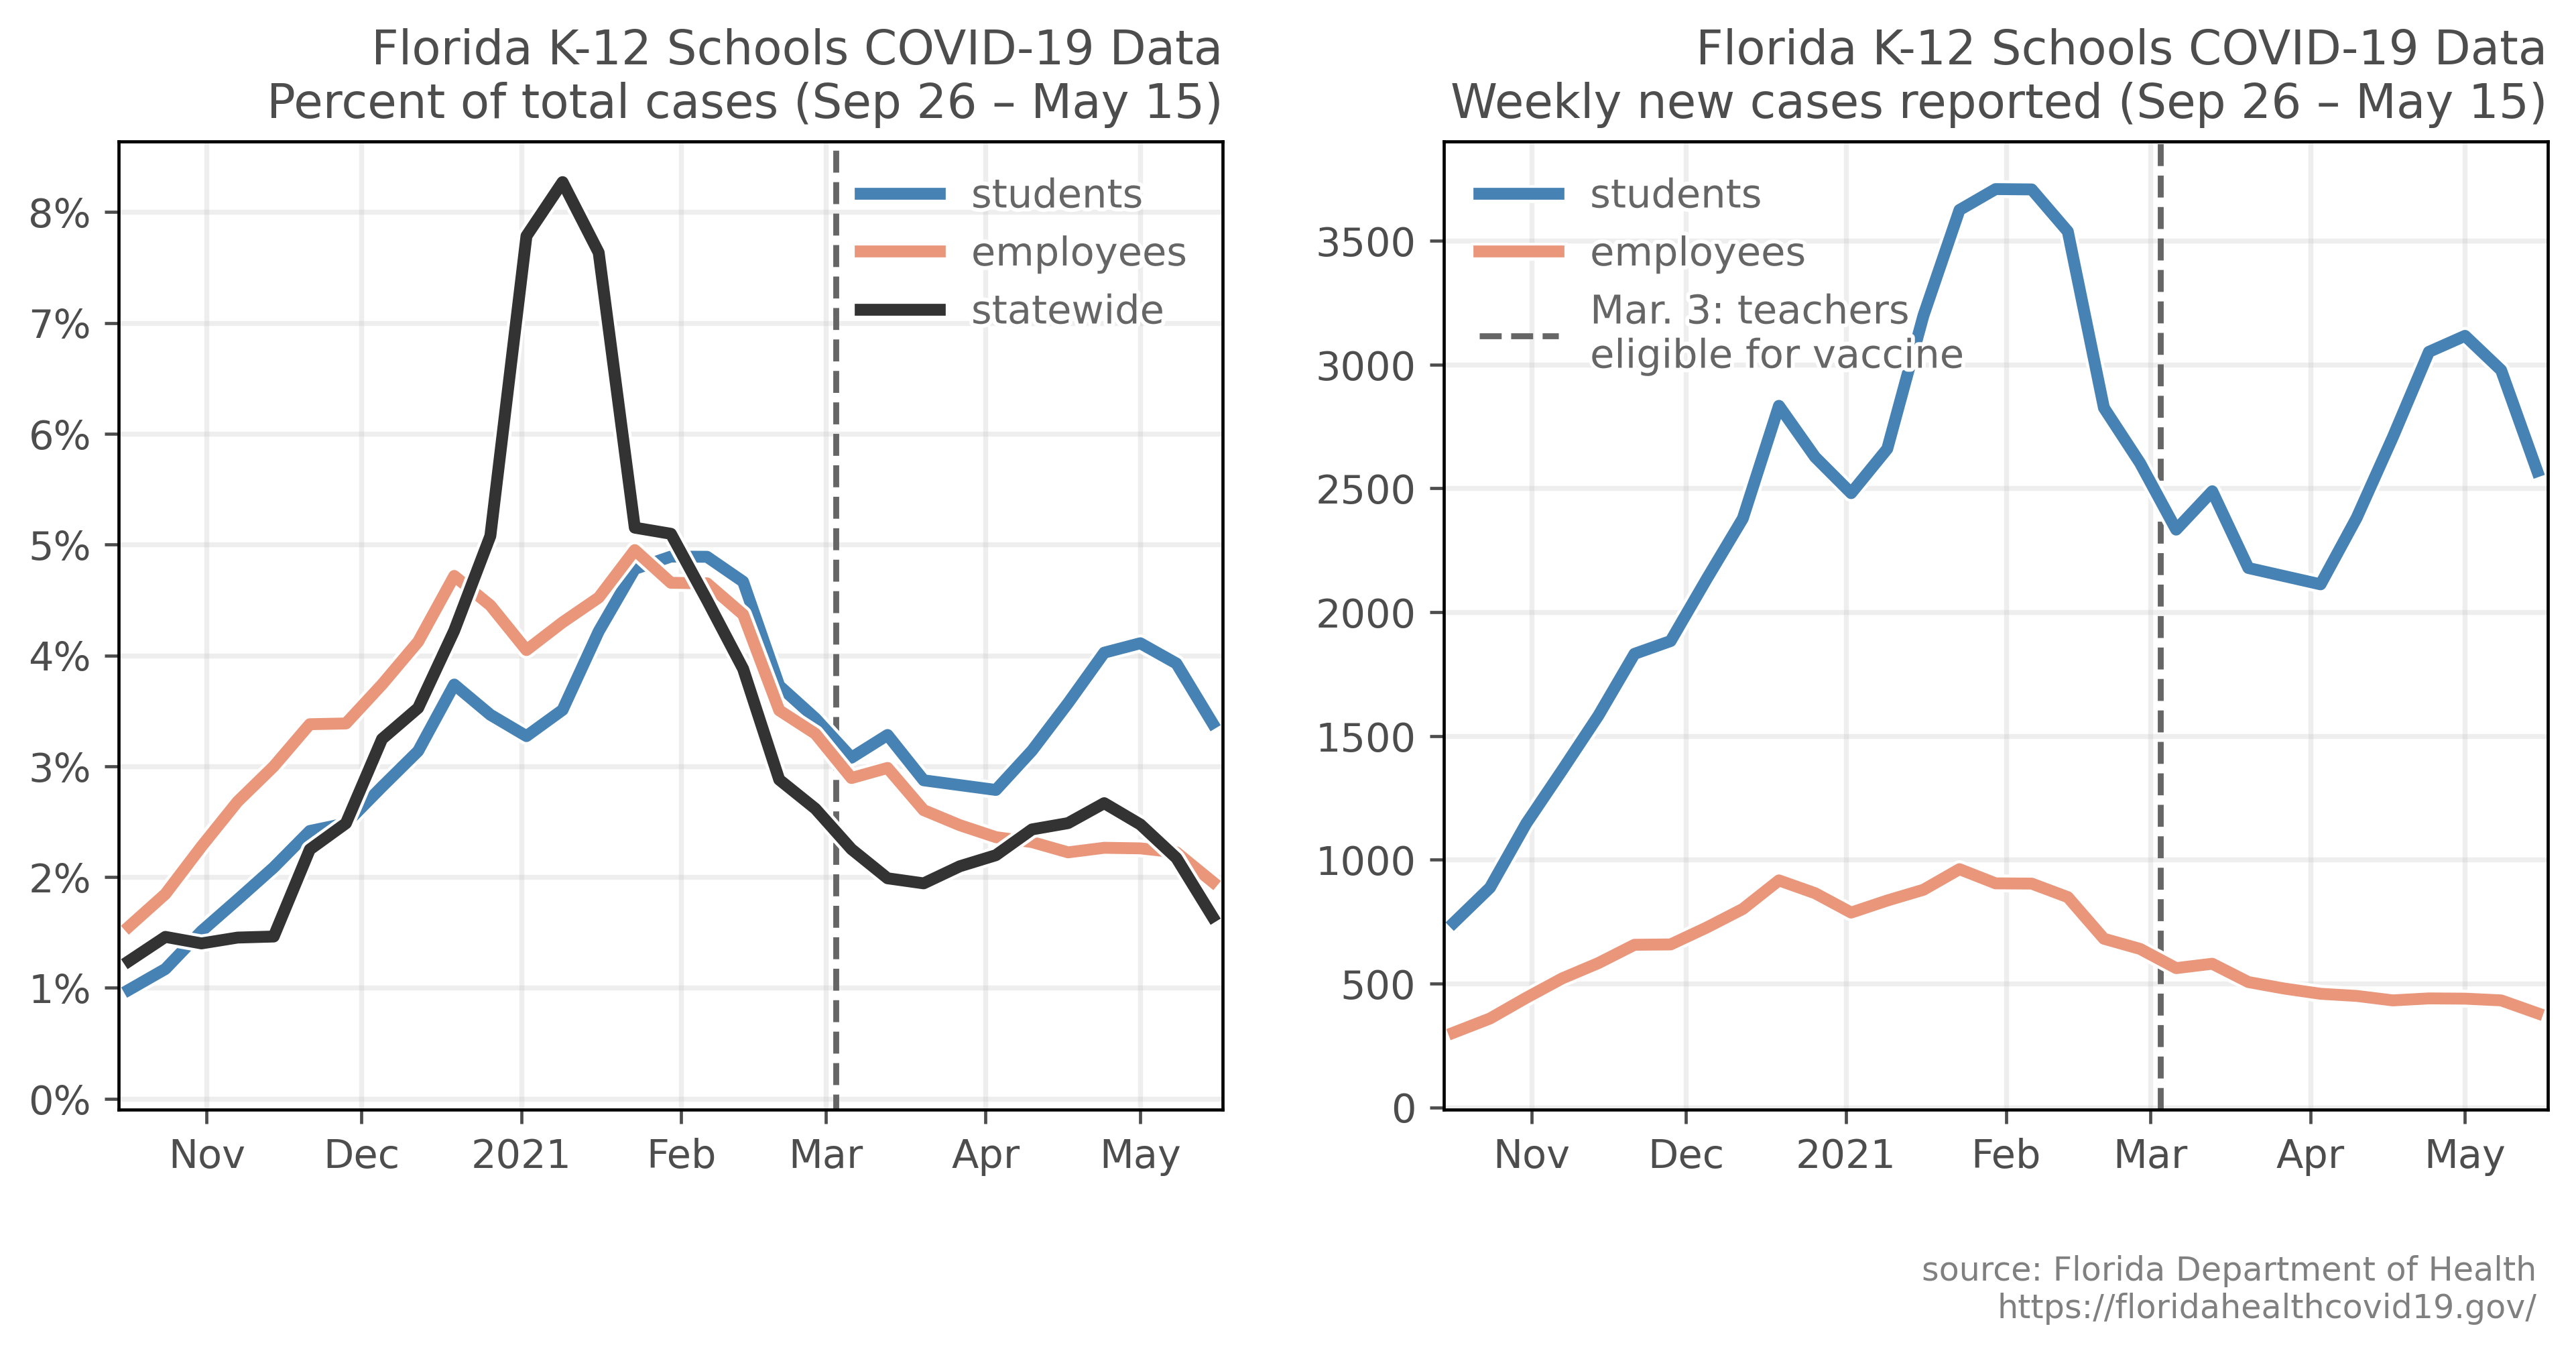 Florida K-12 Schools COVID-19 Data
Percent of total cases (Sep 26 – May 15)
8%
7%
6%
5%
4%
3%
2%
1%
0%
students
employees
statewide
Nov
Dec
2021
Feb
Mar
Apr
May
Florida K-12 Schools COVID-19 Data
Weekly new cases reported (Sep 26 – May 15)
3500
3000
2500
2000
1500
1000
500
0
students
employees
Mar. 3: teachers
eligible for vaccine
Nov
Dec
2021
Feb
Mar
Apr
May
source: Florida Department of Health
https://floridahealthcovid19.gov/